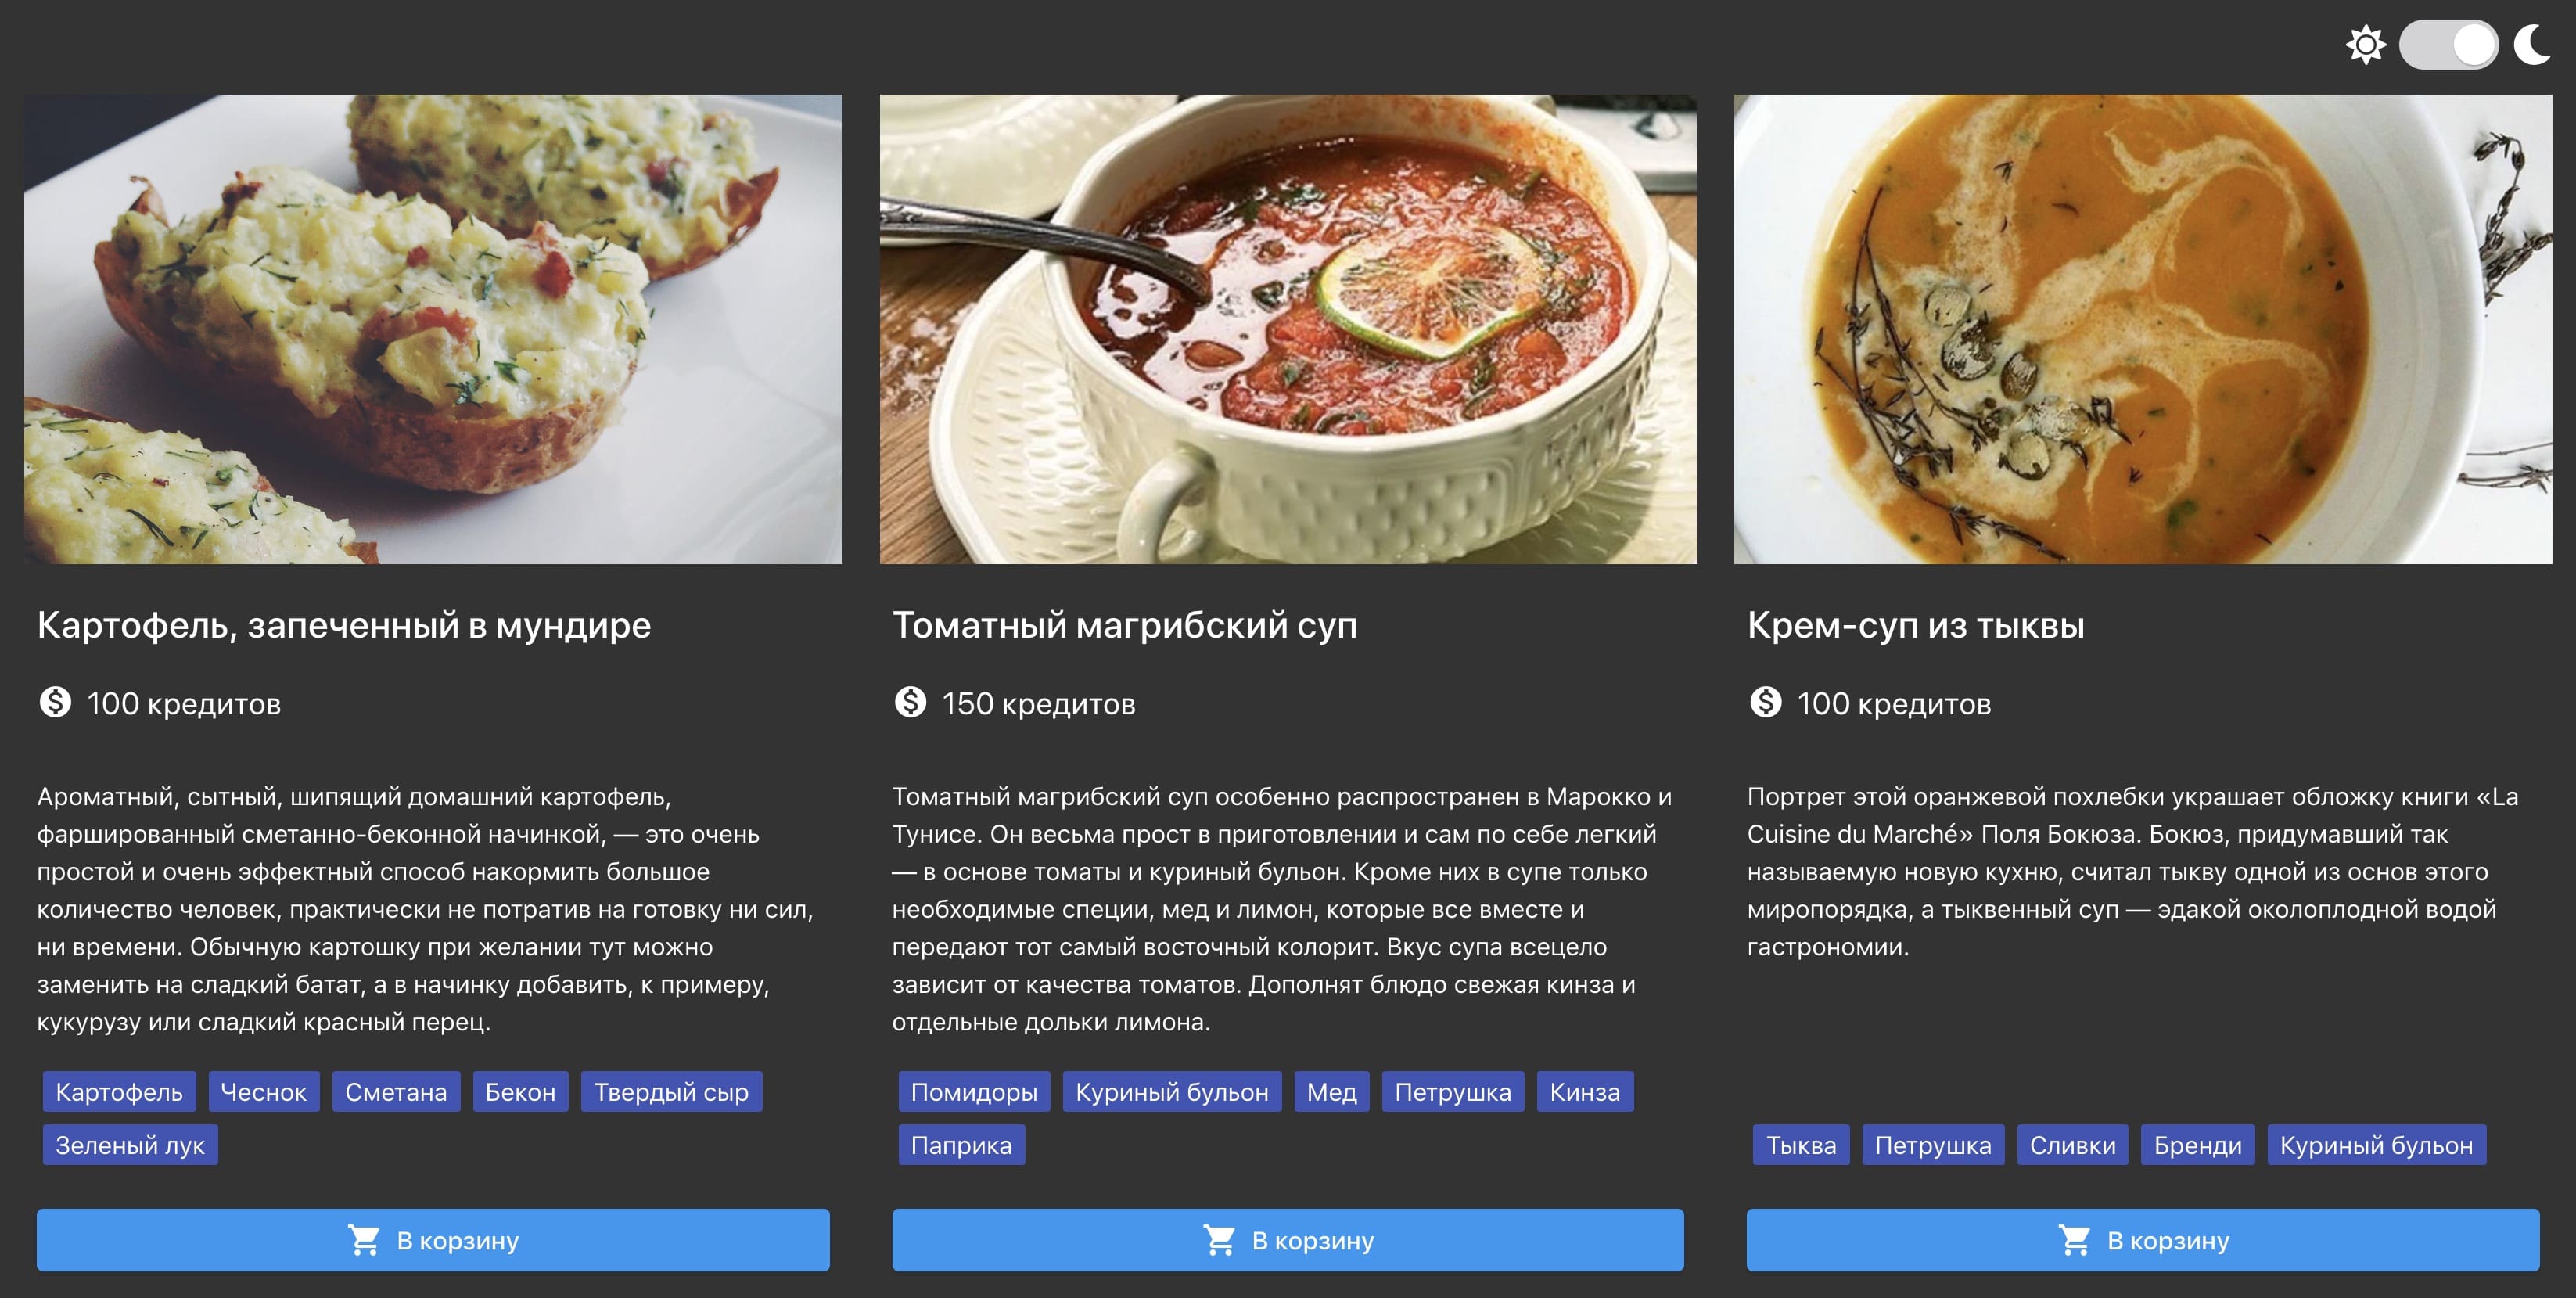 Картофель, запеченный в мундире
100 кредитов
Ароматный, сытный, шипящий домашний картофель,
фаршированный сметанно-беконной начинкой, — это очень
простой и очень эффектный способ накормить большое
количество человек, практически не потратив на готовку ни сил,
ни времени. Обычную картошку при желании тут можно
заменить на сладкий батат, а в начинку добавить, к примеру,
кукурузу или сладкий красный перец.
Картофель Чеснок Сметана Бекон Твердый сыр
Зеленый лук
В корзину
Томатный магрибский суп
150 кредитов
Томатный магрибский суп особенно распространен в Марокко и
Тунисе. Он весьма прост в приготовлении и сам по себе легкий
— в основе томаты и куриный бульон. Кроме них в супе только
необходимые специи, мед и лимон, которые все вместе и
передают тот самый восточный колорит. Вкус супа всецело
зависит от качества томатов. Дополнят блюдо свежая кинза и
отдельные дольки лимона.
Помидоры Куриный бульон Мед Петрушка Кинза
Паприка
В корзину
Крем-суп из тыквы
100 кредитов
Портрет этой оранжевой похлебки украшает обложку книги «La
Cuisine du Marché» Поля Бокюза. Бокюз, придумавший так
называемую новую кухню, считал тыкву одной из основ этого
миропорядка, а тыквенный суп — эдакой околоплодной водой
гастрономии.
Тыква Петрушка Сливки Бренди Куриный бульон
В корзину